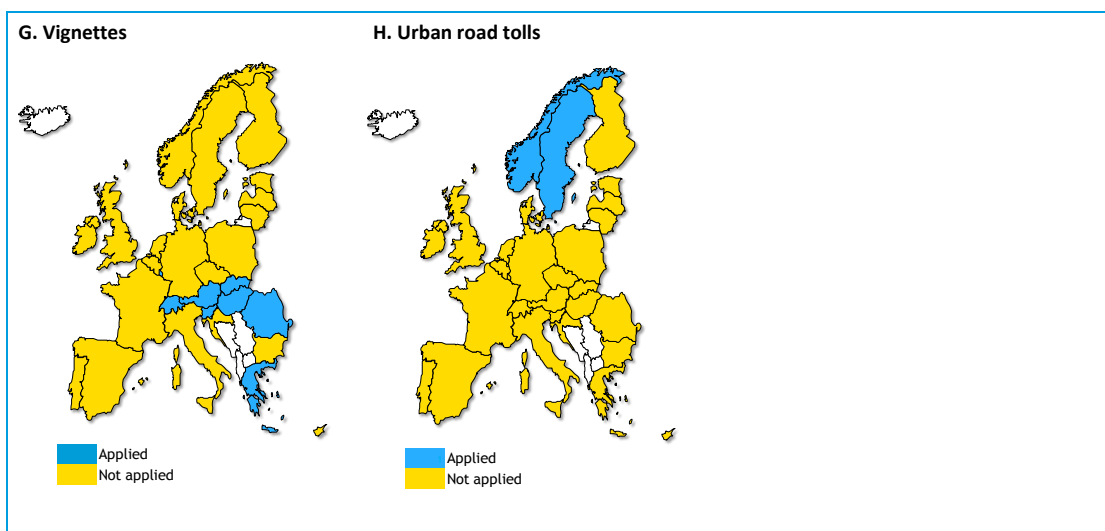 G. Vignettes
H. Urban road tolls
Applied
Not applied
Applied
Not applied